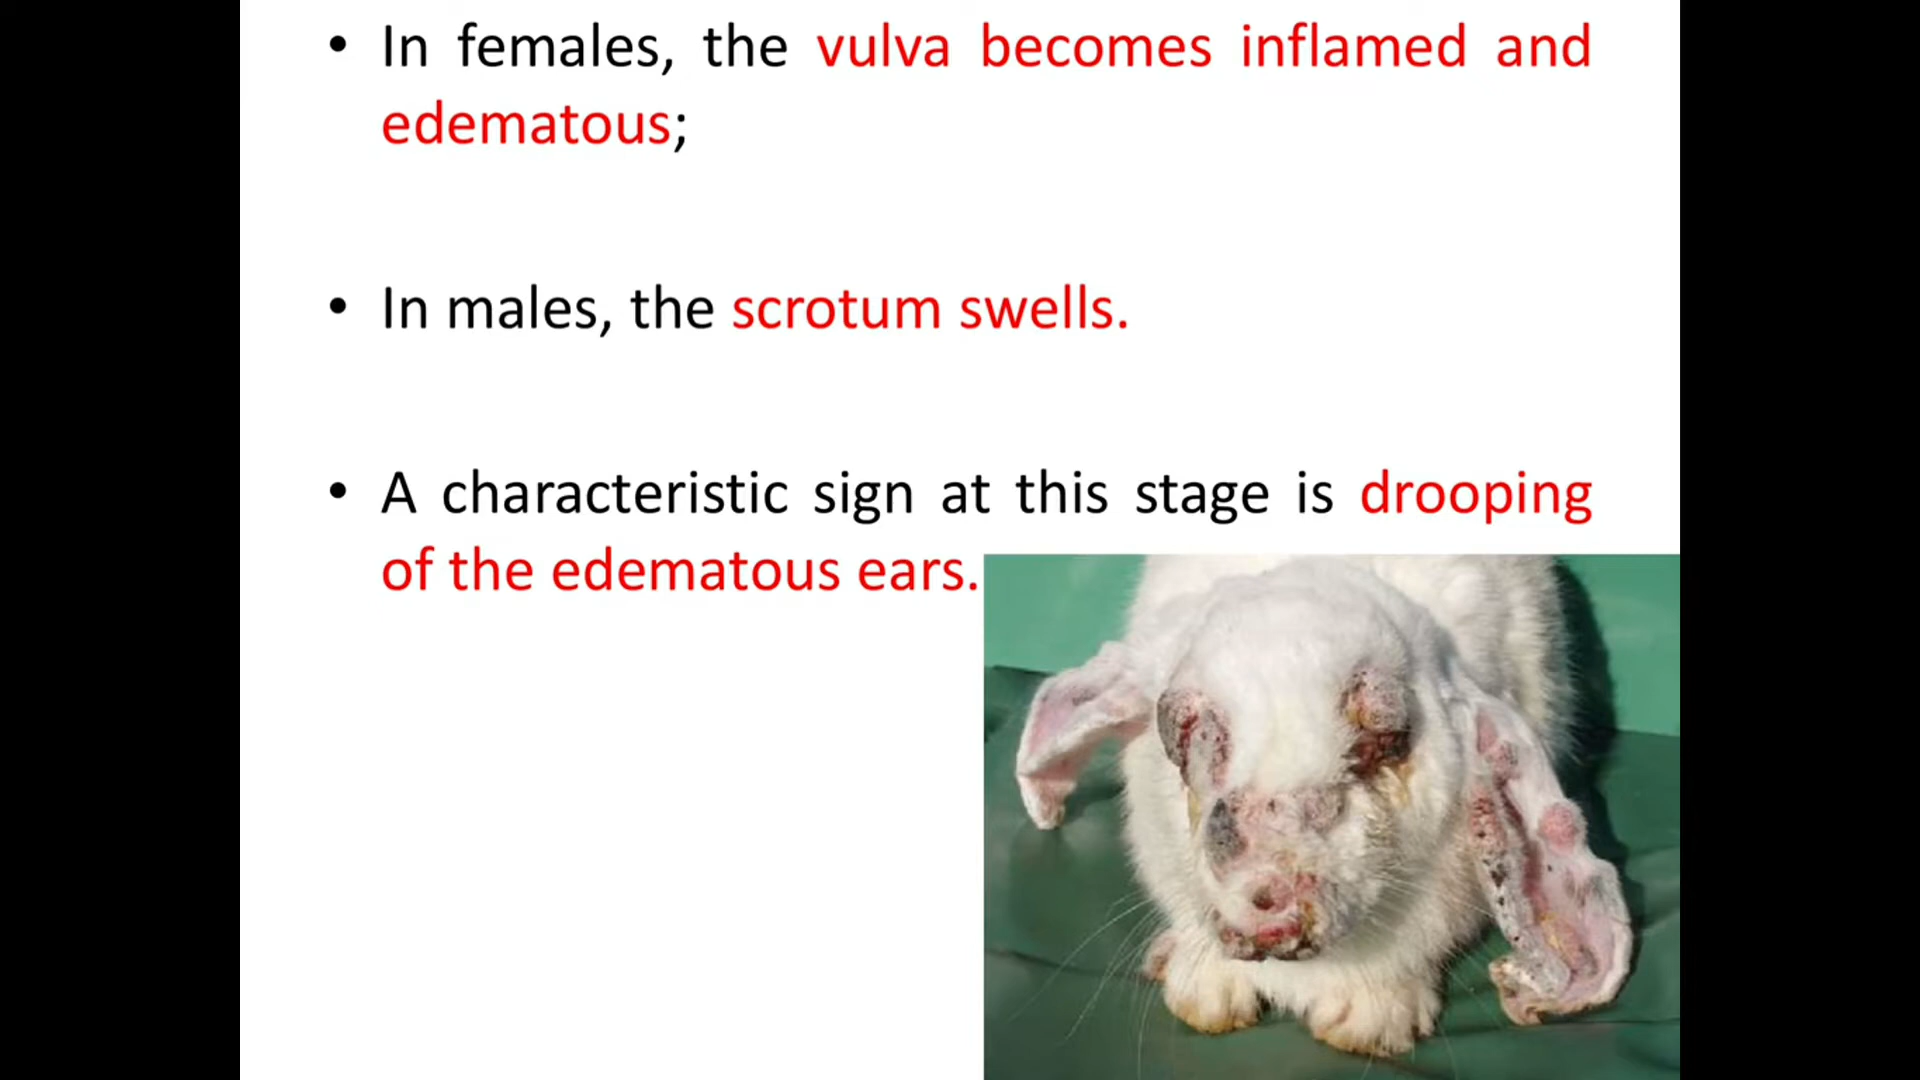 • In females, the vulva becomes inflamed and
edematous;
• In males, the scrotum swells.
• A characteristic sign at this stage is drooping
of the edematous ears.